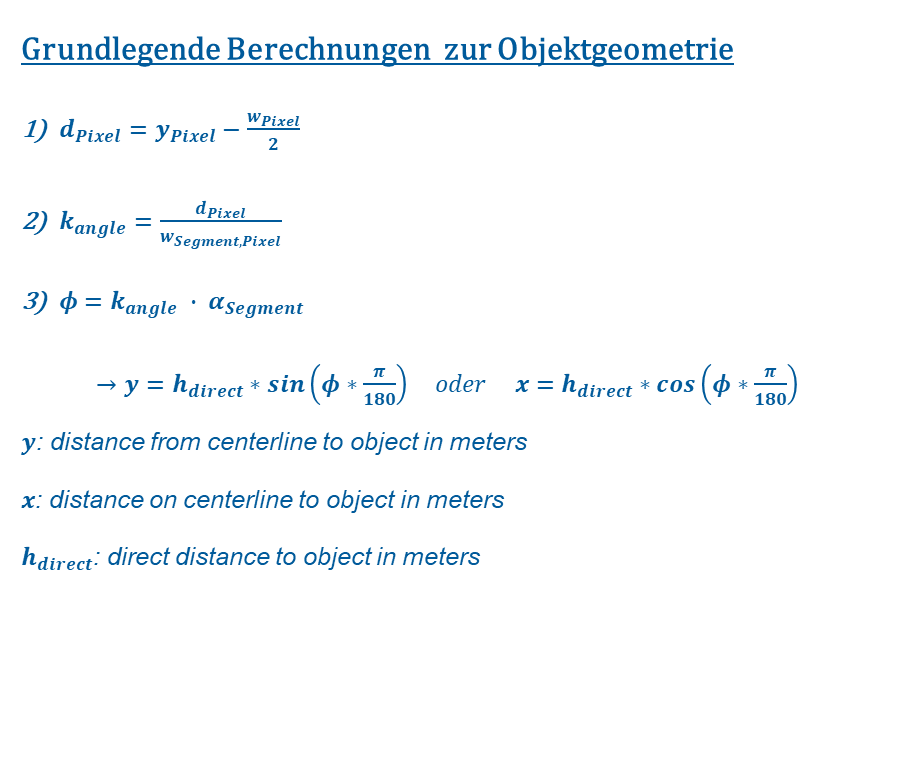 Grundlegende Berechnungen zur Objektgeometrie
1) d_Pixel = y_Pixel − w_Pixel/2
2) k_angle = d_Pixel/w_Segment,Pixel
3) ϕ = k_angle · α_Segment
→ y = h_direct * sin(ϕ * π/180) oder x = h_direct * cos(ϕ * π/180)
y: distance from centerline to object in meters
x: distance on centerline to object in meters
h_direct: direct distance to object in meters